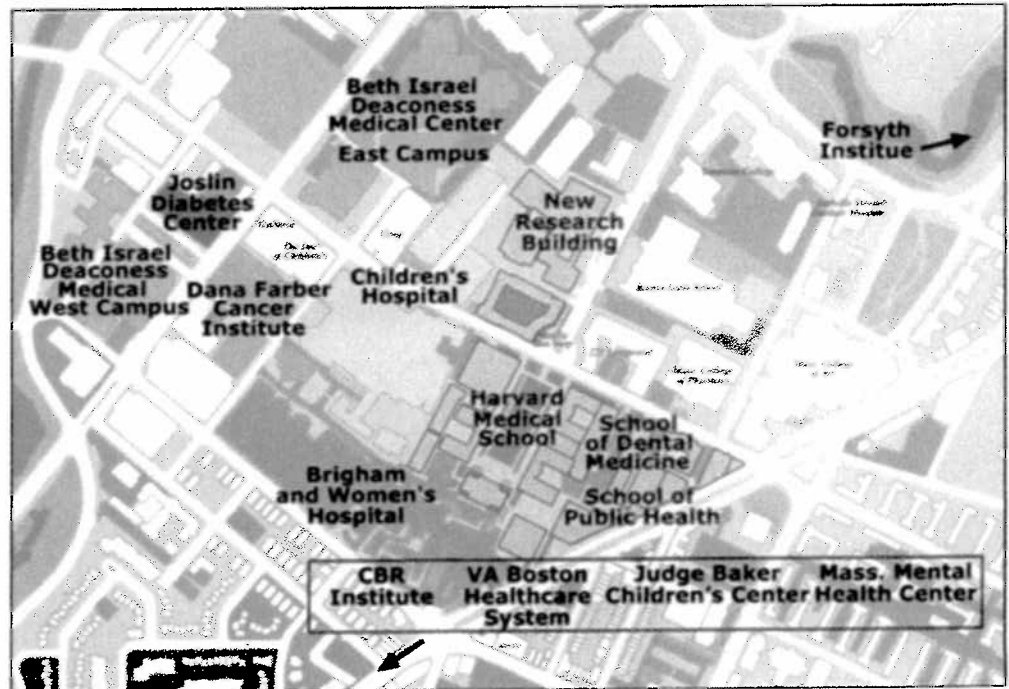 Beth Israel
Deaconess
Medical Center
East Campus
Forsyth
Institue
Joslin
Diabetes
Center
New
Research
Building
Beth Israel
Deaconess
Medical
West Campus
Dana Farber
Cancer
Institute
Children's
Hospital
Harvard
Medical
School
School
of Dental
Medicine
Brigham
and Women's
Hospital
School of
Public Health
CBR
Institute
VA Boston
Healthcare
System
Judge Baker
Children's Center
Mass. Mental
Health Center